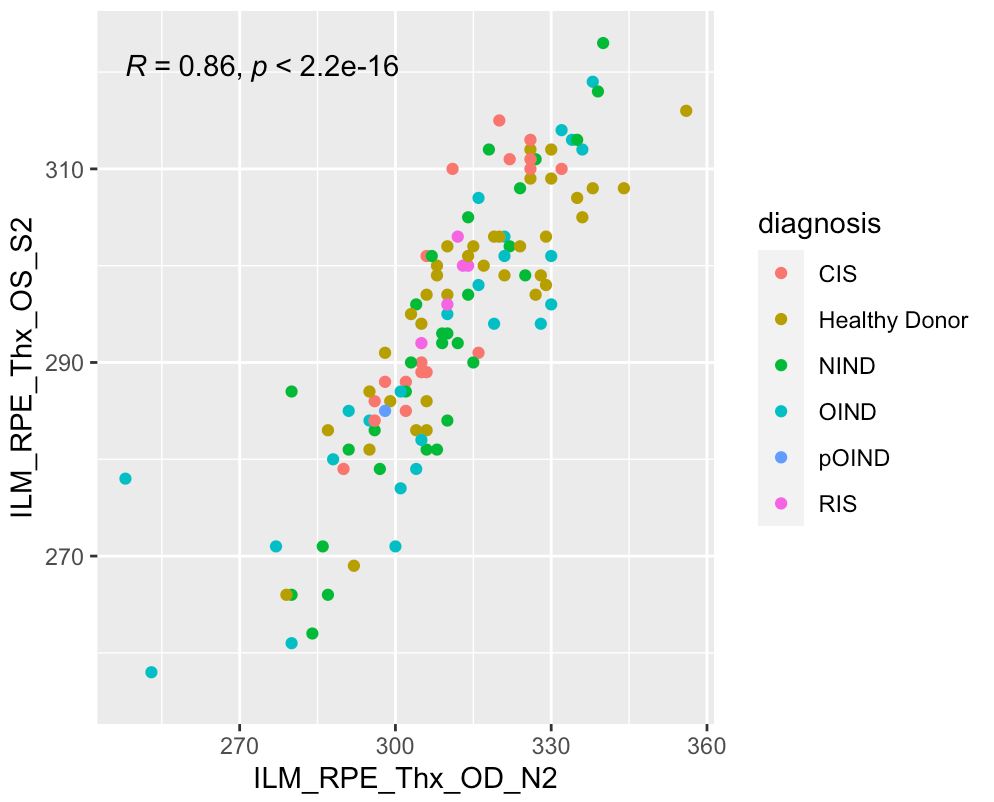 R = 0.86, p < 2.2e-16
310
290
270
ILM_RPE_Thx_OS_S2
270 300 330 360
ILM_RPE_Thx_OD_N2
diagnosis
CIS
Healthy Donor
NIND
OIND
pOIND
RIS